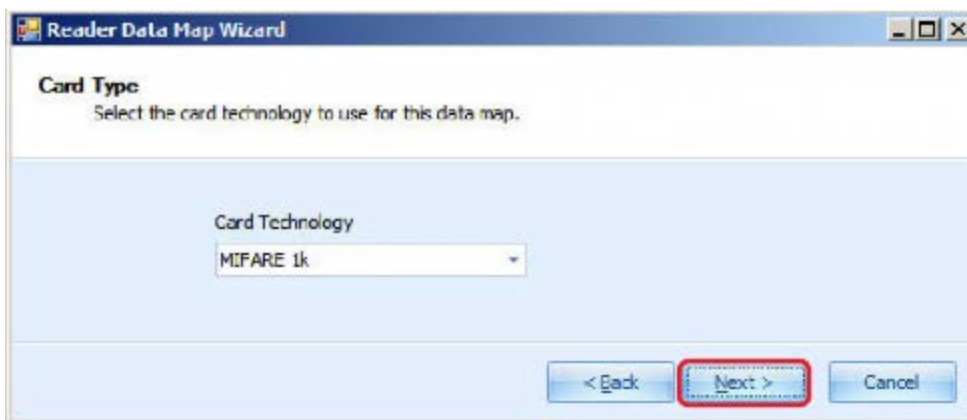 Reader Data Map Wizard
Card Type
Select the card technology to use for this data map.
Card Technology
MIFARE 1k
< Back
Next >
Cancel